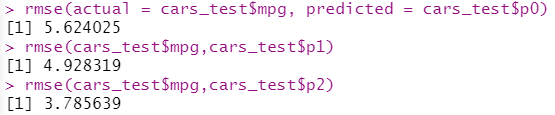 > rmse(actual = cars_test$mpg, predicted = cars_test$p0)
[1] 5.624025
> rmse(cars_test$mpg,cars_test$p1)
[1] 4.928319
> rmse(cars_test$mpg,cars_test$p2)
[1] 3.785639